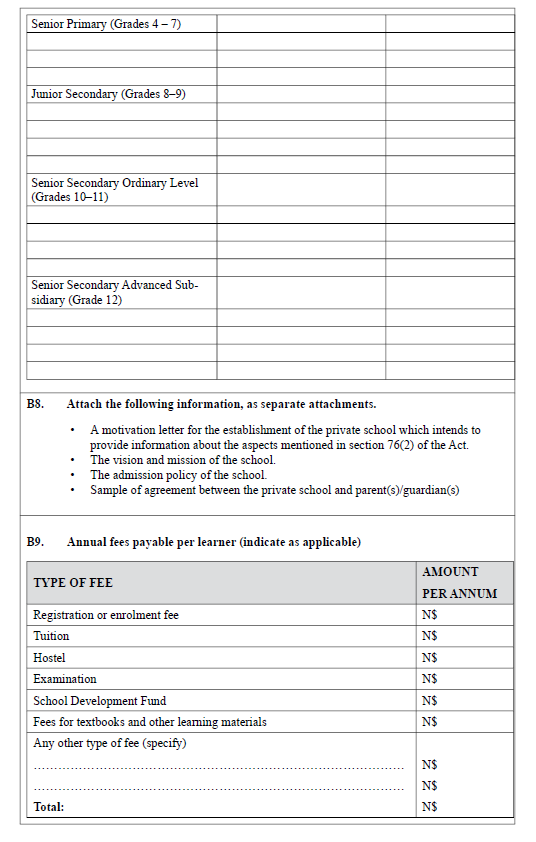 Senior Primary (Grades 4 – 7)
Junior Secondary (Grades 8–9)
Senior Secondary Ordinary Level
(Grades 10–11)
Senior Secondary Advanced Sub-
sidiary (Grade 12)
B8. Attach the following information, as separate attachments.
• A motivation letter for the establishment of the private school which intends to
provide information about the aspects mentioned in section 76(2) of the Act.
• The vision and mission of the school.
• The admission policy of the school.
• Sample of agreement between the private school and parent(s)/guardian(s)
B9. Annual fees payable per learner (indicate as applicable)
TYPE OF FEE AMOUNT
PER ANNUM
Registration or enrolment fee N$
Tuition N$
Hostel N$
Examination N$
School Development Fund N$
Fees for textbooks and other learning materials N$
Any other type of fee (specify)
.................................................................................................... N$
.................................................................................................... N$
Total: N$